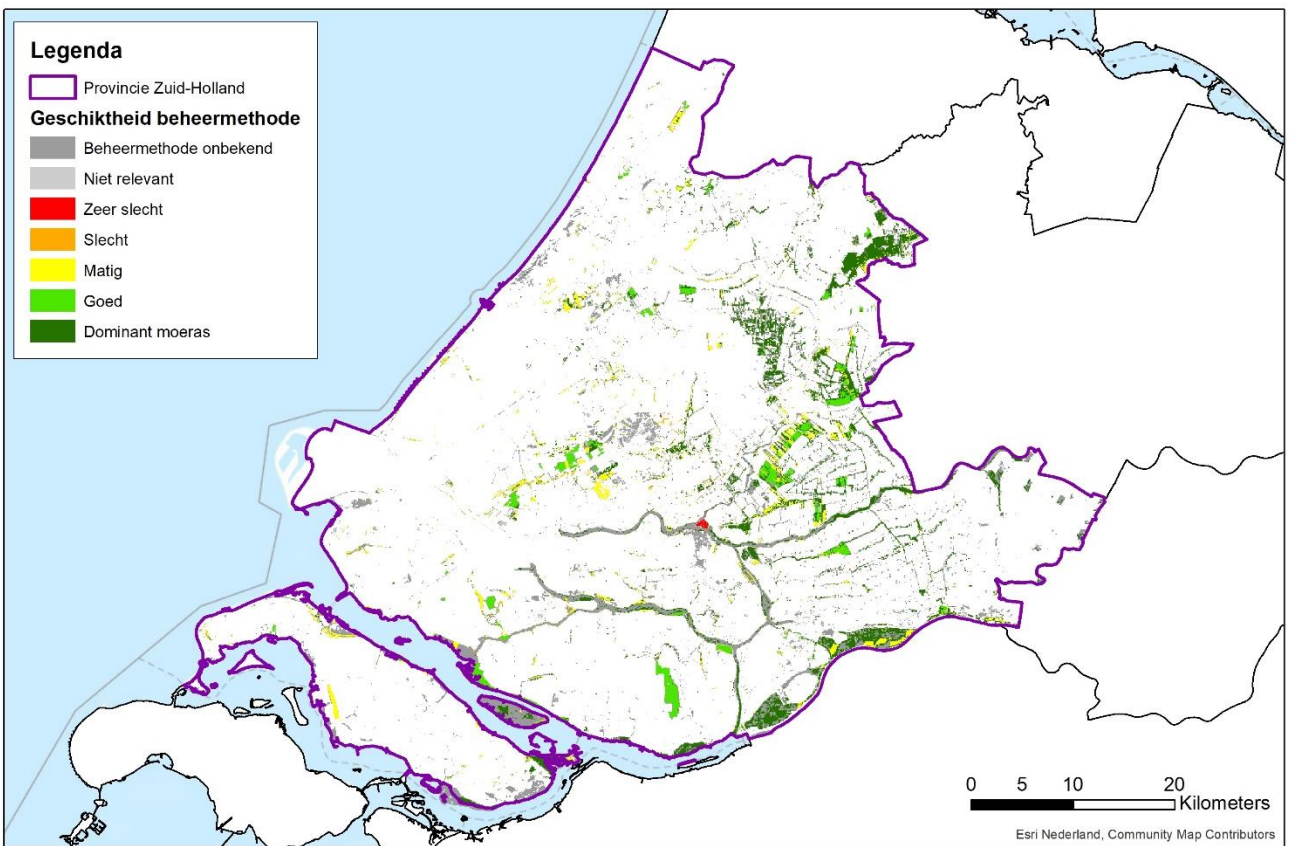 Legenda
Provincie Zuid-Holland
Geschiktheid beheermethode
Beheermethode onbekend
Niet relevant
Zeer slecht
Slecht
Matig
Goed
Dominant moeras
0 5 10 20
Kilometers
Esri Nederland, Community Map Contributors